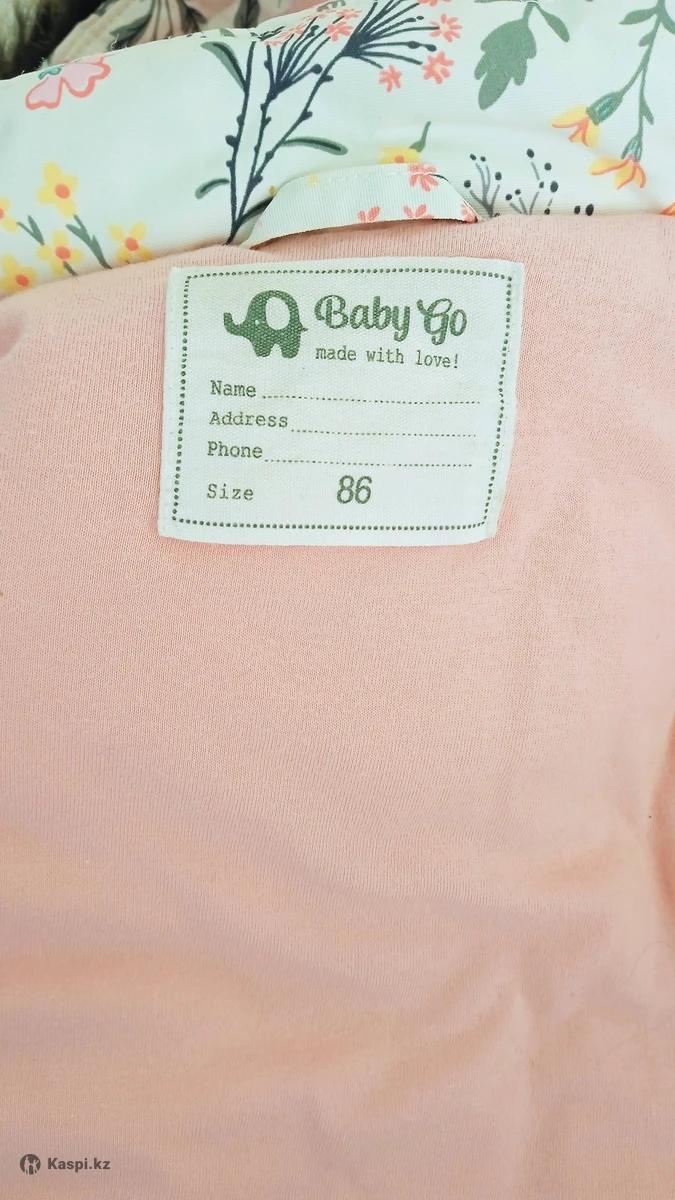 Baby Go
made with love!
Name
Address
Phone
Size 86
Kaspi.kz